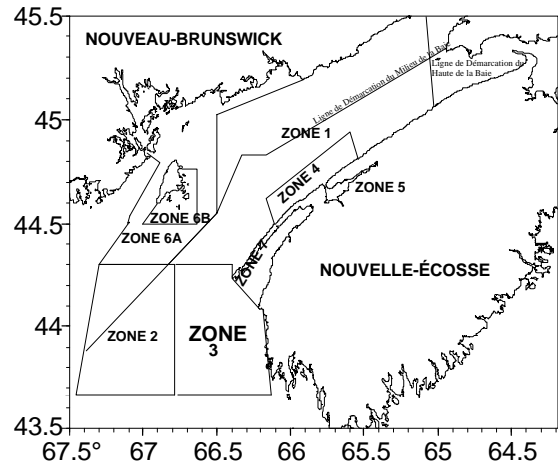 45.5
NOUVEAU-BRUNSWICK
Ligne de Démarcation du Milieu de la Baie
Ligne de Démarcation du
Haute de la Baie
45
ZONE 1
ZONE 4
ZONE 5
44.5
ZONE 6B
ZONE 6A
ZONE
NOUVELLE-ÉCOSSE
44
ZONE 2
ZONE
3
43.5
67.5° 67 66.5 66 65.5 65 64.5